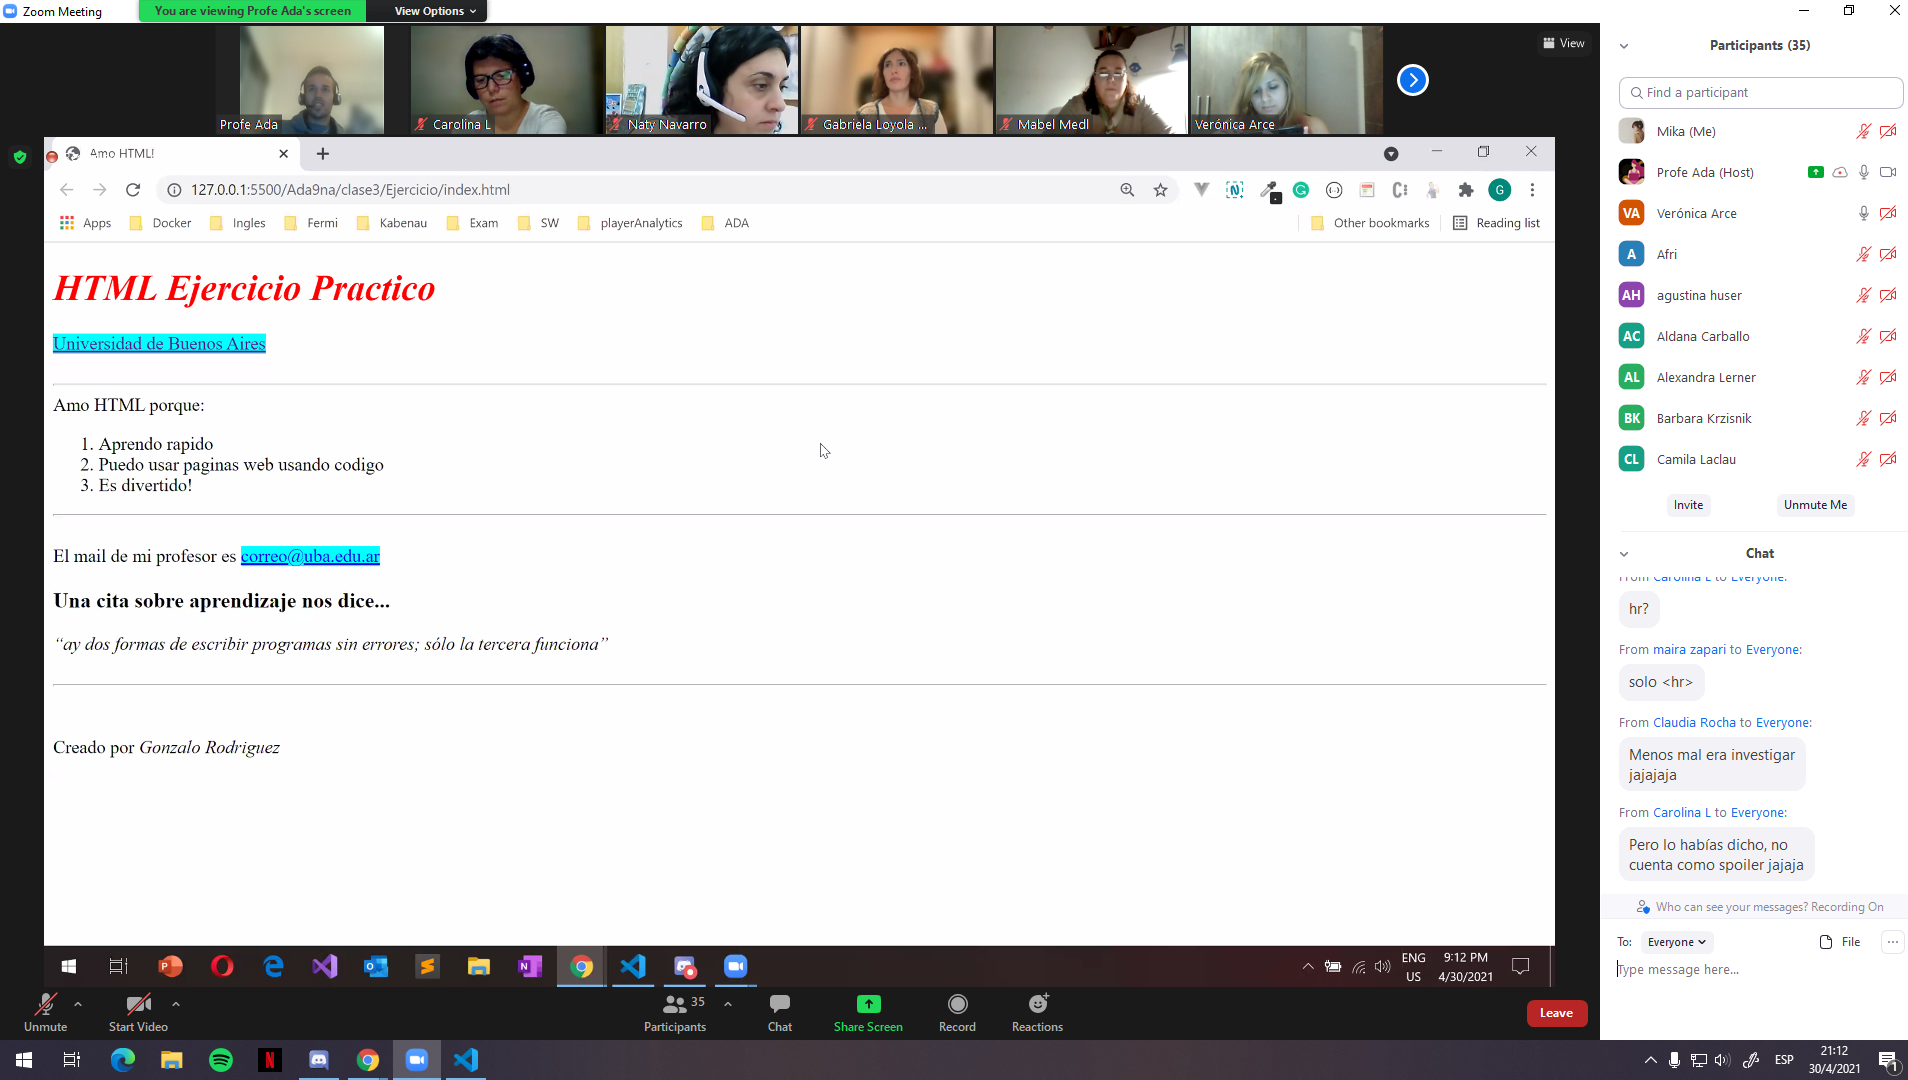 Zoom Meeting
You are viewing Profe Ada's screen
View Options
View
Profe Ada
Carolina L
Naty Navarro
Gabriela Loyola ...
Mabel Medl
Verónica Arce
Amo HTML!
127.0.0.1:5500/Ada9na/clase3/Ejercicio/index.html
G
Apps
Docker
Ingles
Fermi
Kabenau
Exam
SW
playerAnalytics
ADA
Other bookmarks
Reading list
HTML Ejercicio Practico
Universidad de Buenos Aires
Amo HTML porque:
1. Aprendo rapido
2. Puedo usar paginas web usando codigo
3. Es divertido!
El mail de mi profesor es correo@uba.edu.ar
Una cita sobre aprendizaje nos dice...
“ay dos formas de escribir programas sin errores; sólo la tercera funciona”
Creado por Gonzalo Rodriguez
ENG
US
9:12 PM
4/30/2021
Unmute
Start Video
35
Participants
Chat
Share Screen
Record
Reactions
Leave
Participants (35)
Find a participant
Mika (Me)
Profe Ada (Host)
VA Verónica Arce
A Afri
AH agustina huser
AC Aldana Carballo
AL Alexandra Lerner
BK Barbara Krzisnik
CL Camila Laclau
Invite
Unmute Me
Chat
From Carolina L to Everyone:
hr?
From maira zapari to Everyone:
solo <hr>
From Claudia Rocha to Everyone:
Menos mal era investigar
jajajaja
From Carolina L to Everyone:
Pero lo habías dicho, no
cuenta como spoiler jajaja
Who can see your messages? Recording On
To: Everyone
File
Type message here...
ESP
21:12
30/4/2021
1